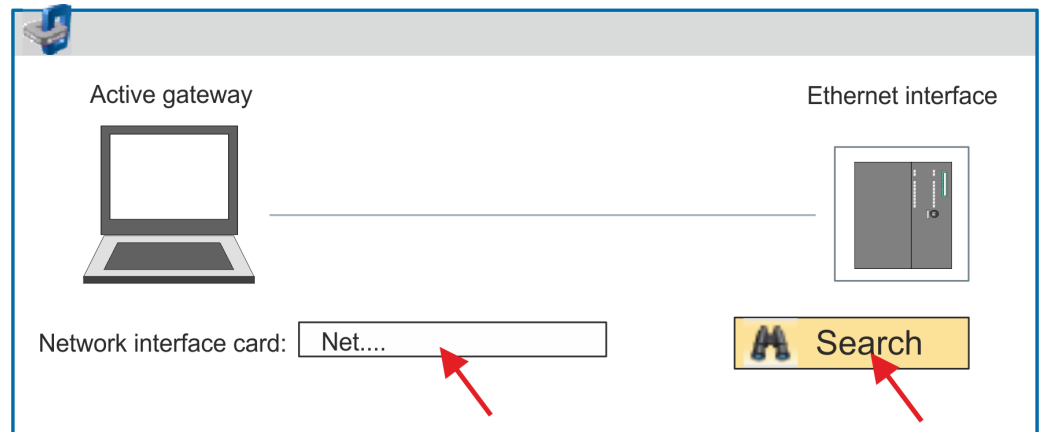 Active gateway
Ethernet interface
Network interface card:
Net....
Search